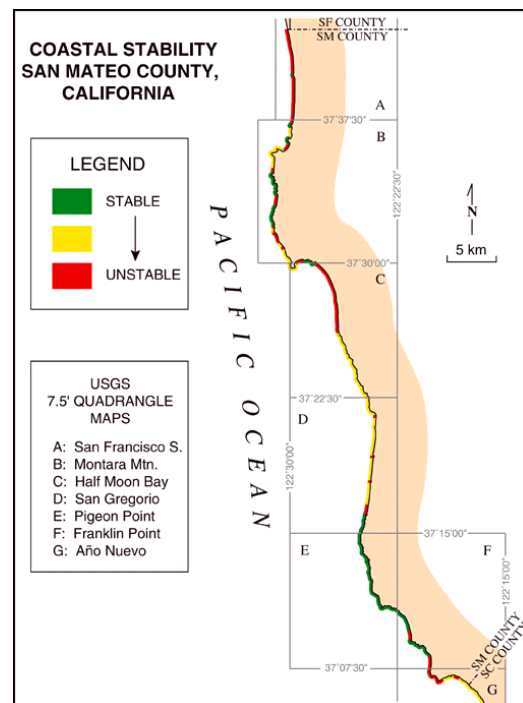 COASTAL STABILITY
SAN MATEO COUNTY,
CALIFORNIA
LEGEND
STABLE
UNSTABLE
USGS
7.5' QUADRANGLE
MAPS
A: San Francisco S.
B: Montara Mtn.
C: Half Moon Bay
D: San Gregorio
E: Pigeon Point
F: Franklin Point
G: Año Nuevo
SF COUNTY
SM COUNTY
A
37°37'30"
B
122°22'30"
N
5 km
PACIFIC OCEAN
37°30'00"
C
37°22'30"
D
122°30'00"
37°15'00"
E
F
122°15'00"
SM COUNTY
SC COUNTY
37°07'30"
G